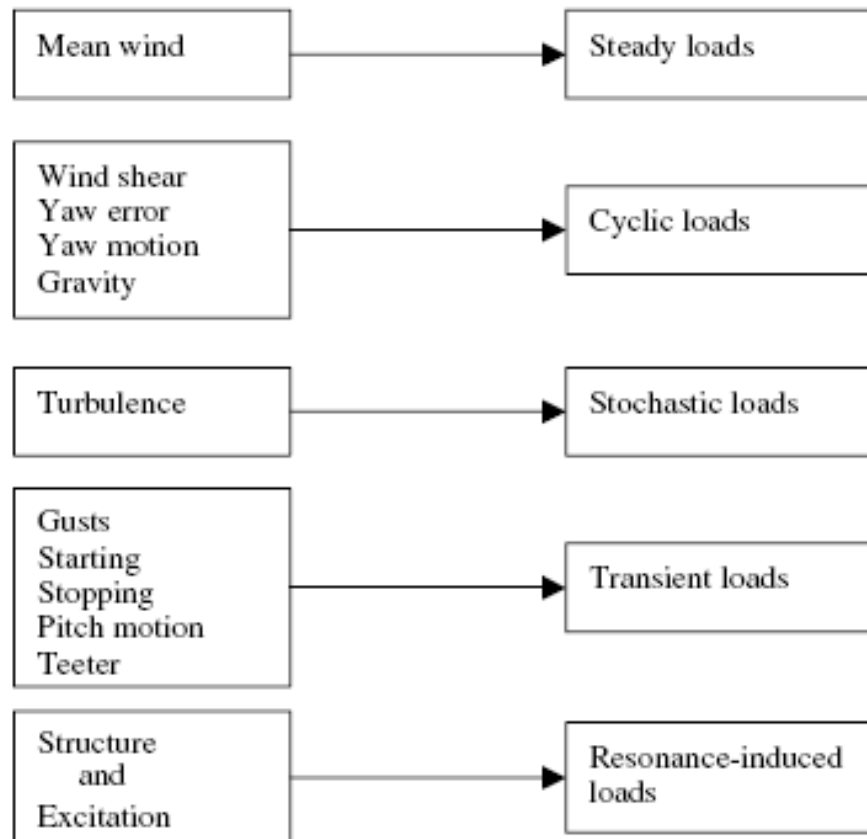 Mean wind
Steady loads
Wind shear
Yaw error
Yaw motion
Gravity
Cyclic loads
Turbulence
Stochastic loads
Gusts
Starting
Stopping
Pitch motion
Teeter
Transient loads
Structure
and
Excitation
Resonance-induced
loads